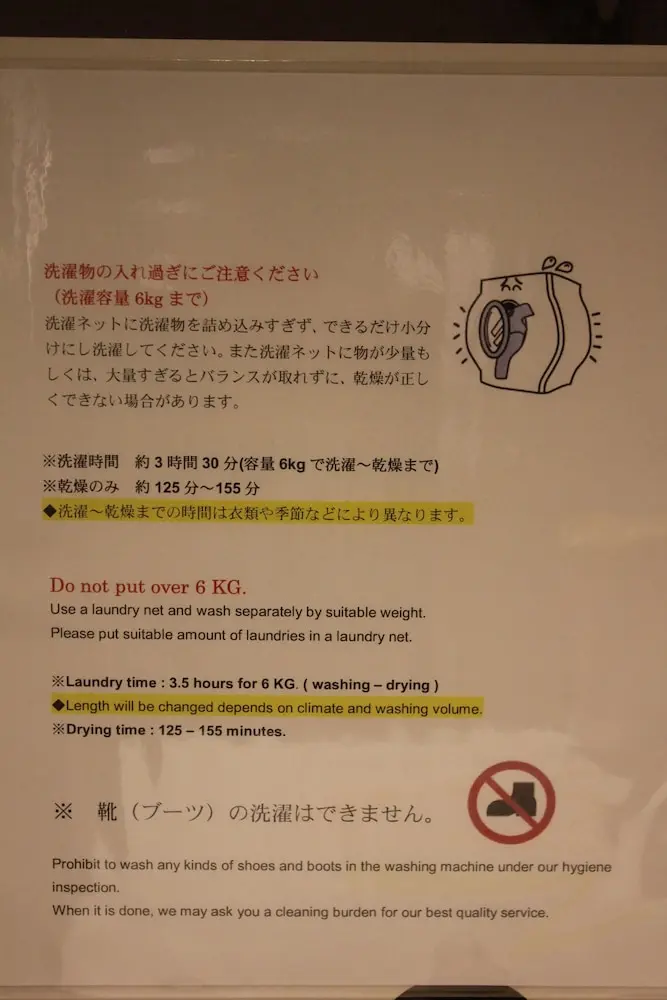 洗濯物の入れ過ぎにご注意ください
（洗濯容量 6kg まで）
洗濯ネットに洗濯物を詰め込みすぎず、できるだけ小分
けにし洗濯してください。また洗濯ネットに物が少量も
しくは、大量すぎるとバランスが取れずに、乾燥が正し
くできない場合があります。
※洗濯時間　約 3 時間 30 分(容量 6kg で洗濯～乾燥まで)
※乾燥のみ　約 125 分～155 分
◆洗濯～乾燥までの時間は衣類や季節などにより異なります。
Do not put over 6 KG.
Use a laundry net and wash separately by suitable weight.
Please put suitable amount of laundries in a laundry net.
※Laundry time : 3.5 hours for 6 KG. ( washing – drying )
◆Length will be changed depends on climate and washing volume.
※Drying time : 125 – 155 minutes.
※　靴（ブーツ）の洗濯はできません。
Prohibit to wash any kinds of shoes and boots in the washing machine under our hygiene
inspection.
When it is done, we may ask you a cleaning burden for our best quality service.